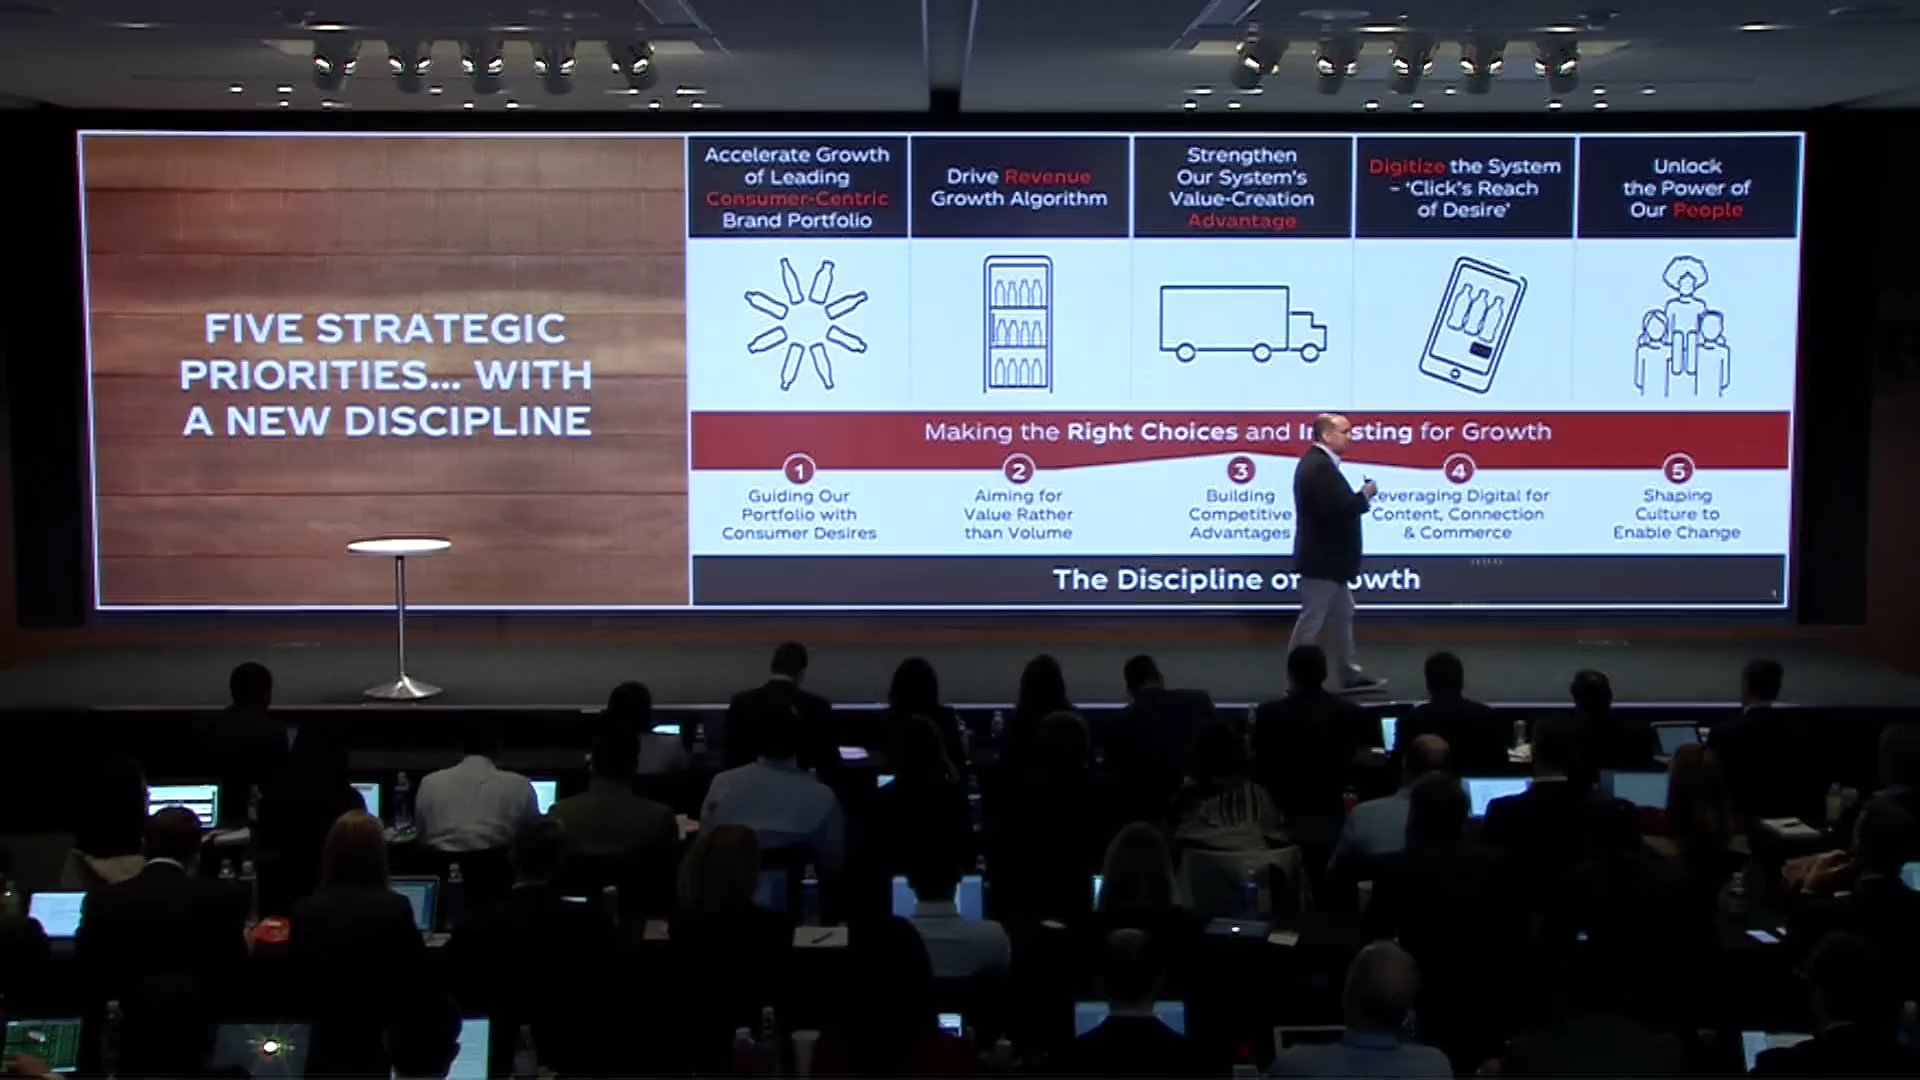 FIVE STRATEGIC
PRIORITIES... WITH
A NEW DISCIPLINE
Accelerate Growth
of Leading
Consumer-Centric
Brand Portfolio
Drive Revenue
Growth Algorithm
Strengthen
Our System's
Value-Creation
Advantage
Digitize the System
– 'Click's Reach
of Desire'
Unlock
the Power of
Our People
Making the Right Choices and In sting for Growth
1
Guiding Our
Portfolio with
Consumer Desires
2
Aiming for
Value Rather
than Volume
3
Building
Competitive
Advantages
4
everaging Digital for
Content, Connection
& Commerce
5
Shaping
Culture to
Enable Change
The Discipline of owth